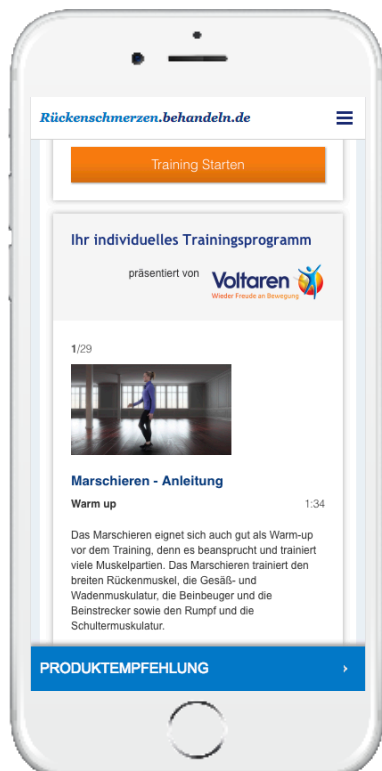 Rückenschmerzen.behandeln.de
Training Starten
Ihr individuelles Trainingsprogramm
präsentiert von
Voltaren
Wieder Freude an Bewegung
1/29
Marschieren - Anleitung
Warm up 1:34
Das Marschieren eignet sich auch gut als Warm-up
vor dem Training, denn es beansprucht und trainiert
viele Muskelpartien. Das Marschieren trainiert den
breiten Rückenmuskel, die Gesäß- und
Wadenmuskulatur, die Beinbeuger und die
Beinstrecker sowie den Rumpf und die
Schultermuskulatur.
PRODUKTEMPFEHLUNG